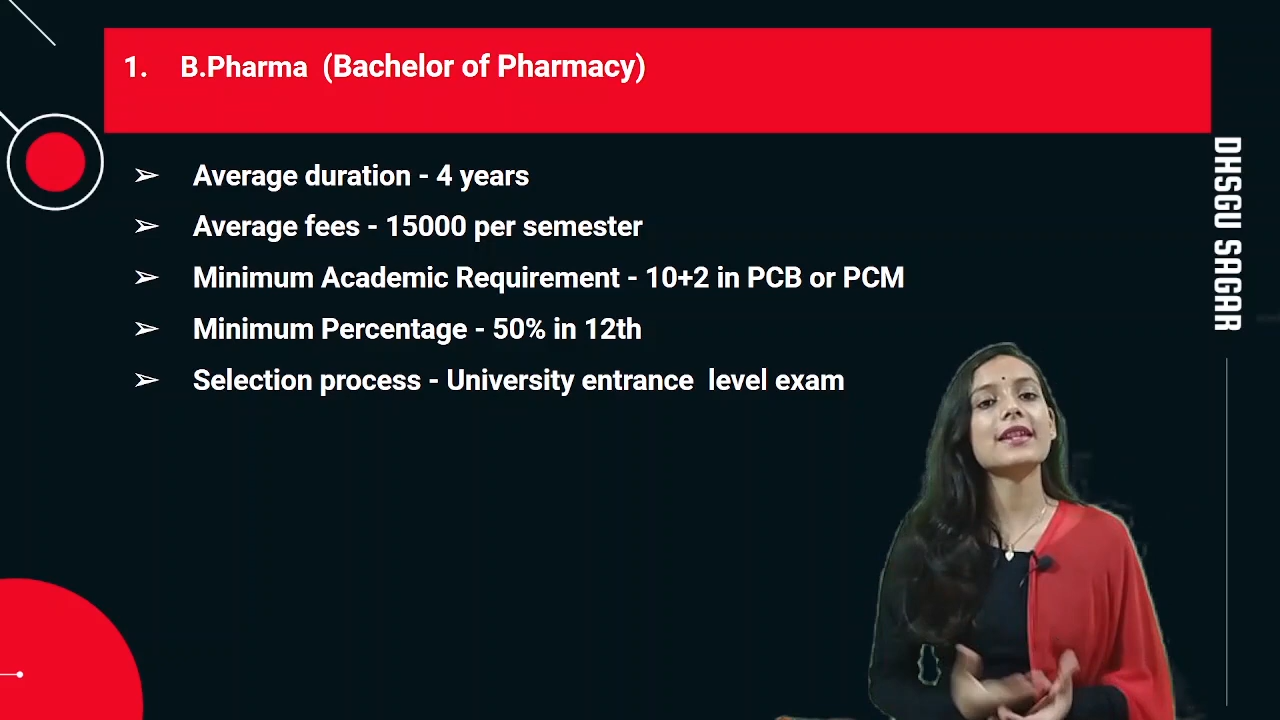 1. B.Pharma (Bachelor of Pharmacy)
➢ Average duration - 4 years
➢ Average fees - 15000 per semester
➢ Minimum Academic Requirement - 10+2 in PCB or PCM
➢ Minimum Percentage - 50% in 12th
➢ Selection process - University entrance level exam
DHSGU SAGAR